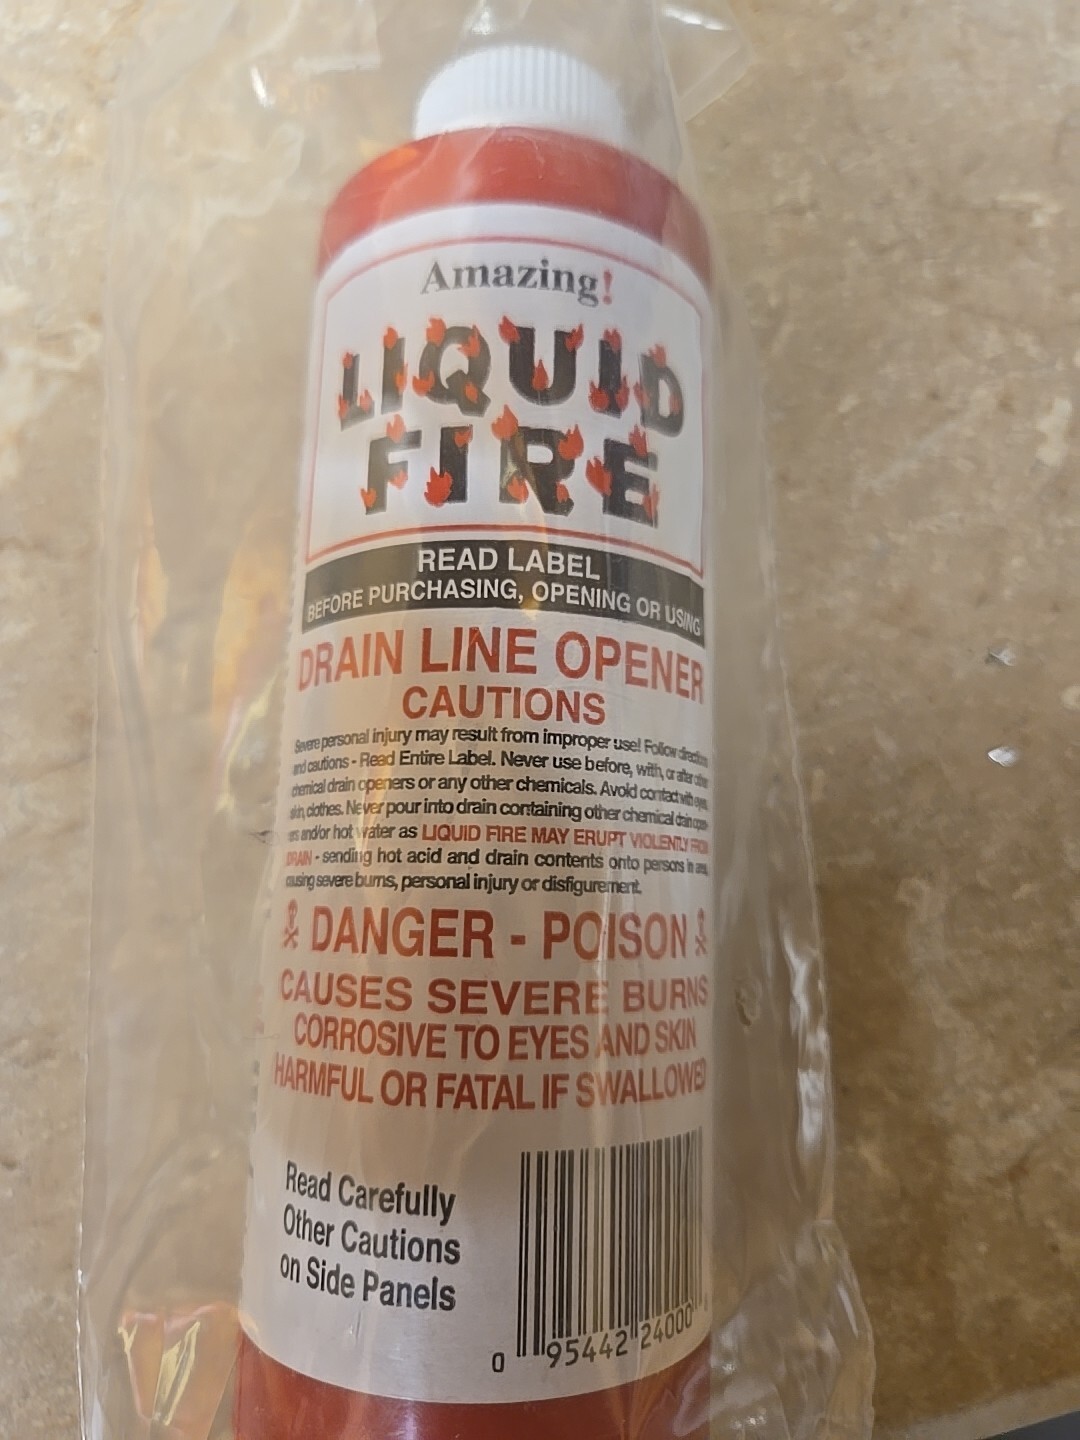 Amazing!
LIQUID
FIRE
READ LABEL
BEFORE PURCHASING, OPENING OR USING
DRAIN LINE OPENER
CAUTIONS
Severe personal injury may result from improper use! Follow directions
and cautions - Read Entire Label. Never use before, with, or after other
chemical drain openers or any other chemicals. Avoid contact with eyes,
skin, clothes. Never pour into drain containing other chemical drain open-
ers and/or hot water as LIQUID FIRE MAY ERUPT VIOLENTLY FROM
DRAIN - sending hot acid and drain contents onto persons in area,
causing severe burns, personal injury or disfigurement.
DANGER - POISON
CAUSES SEVERE BURNS
CORROSIVE TO EYES AND SKIN
HARMFUL OR FATAL IF SWALLOWED
Read Carefully
Other Cautions
on Side Panels
0 95442 24000